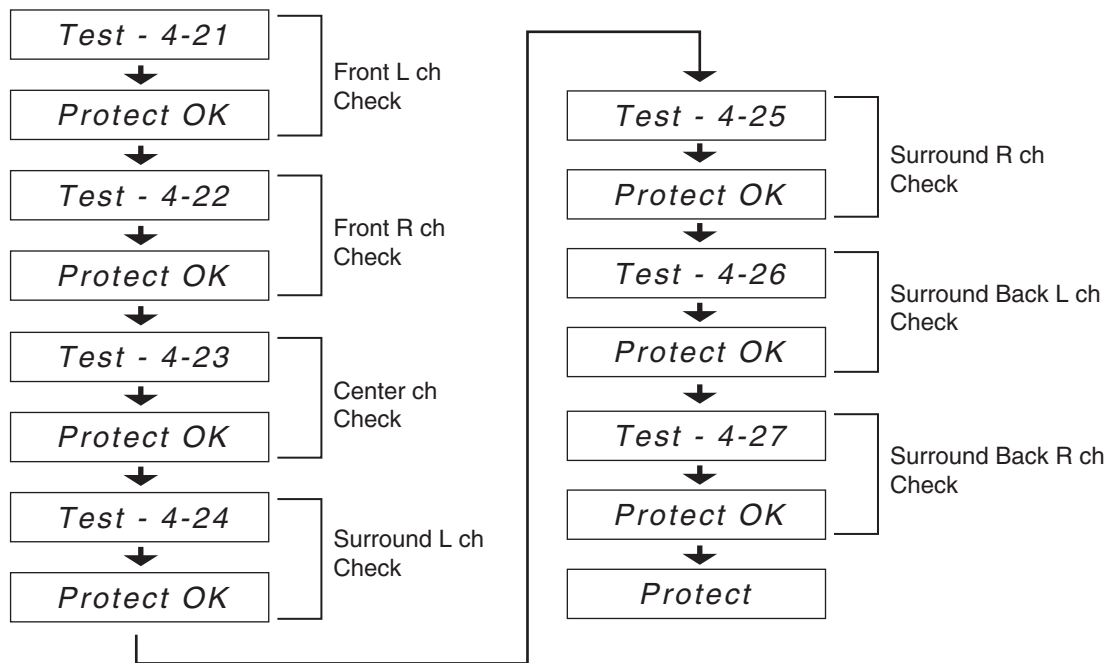 Test - 4-21
Protect OK
Front L ch
Check
Test - 4-22
Protect OK
Front R ch
Check
Test - 4-23
Protect OK
Center ch
Check
Test - 4-24
Protect OK
Surround L ch
Check
Test - 4-25
Protect OK
Surround R ch
Check
Test - 4-26
Protect OK
Surround Back L ch
Check
Test - 4-27
Protect OK
Surround Back R ch
Check
Protect